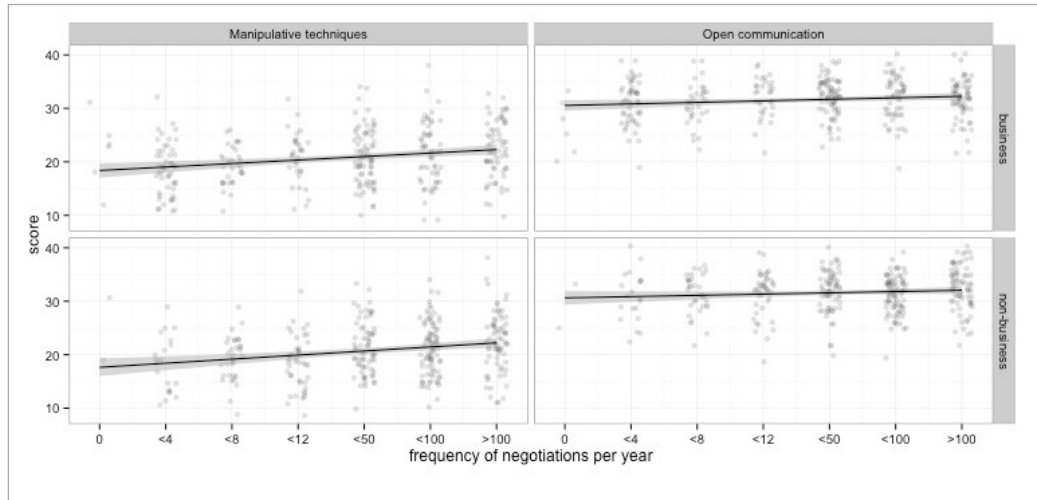 Manipulative techniques
Open communication
40
30
20
10
business
score
40
30
20
10
non-business
0 <4 <8 <12 <50 <100 >100
0 <4 <8 <12 <50 <100 >100
frequency of negotiations per year